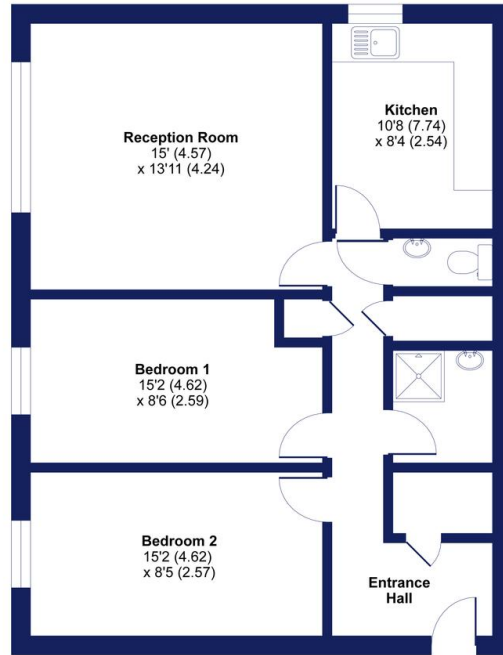 Reception Room
15' (4.57)
x 13'11 (4.24)
Kitchen
10'8 (7.74)
x 8'4 (2.54)
Bedroom 1
15'2 (4.62)
x 8'6 (2.59)
Bedroom 2
15'2 (4.62)
x 8'5 (2.57)
Entrance
Hall